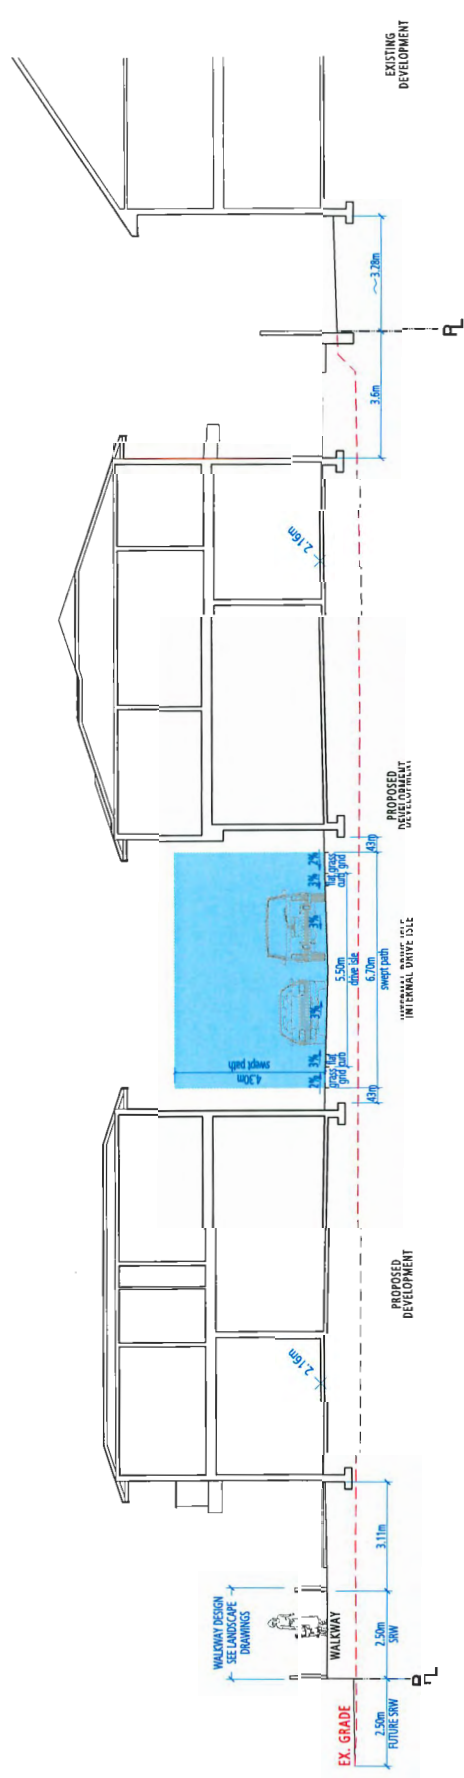 EX. GRADE
2.50m
FUTURE SRW
PL
WALKWAY DESIGN
SEE LANDSCAPE
DRAWINGS
WALKWAY
2.50m
SRW
3.11m
2.16m
PROPOSED
DEVELOPMENT
.43m
2%
grass
grid
3%
flat
curb
4.30m
swept path
3%
5.50m
drive isle
6.70m
swept path
INTERNAL DRIVE ISLE
3%
3%
flat
curb
2%
grass
grid
.43m
PROPOSED
DEVELOPMENT
2.16m
3.6m
PL
~3.28m
EXISTING
DEVELOPMENT